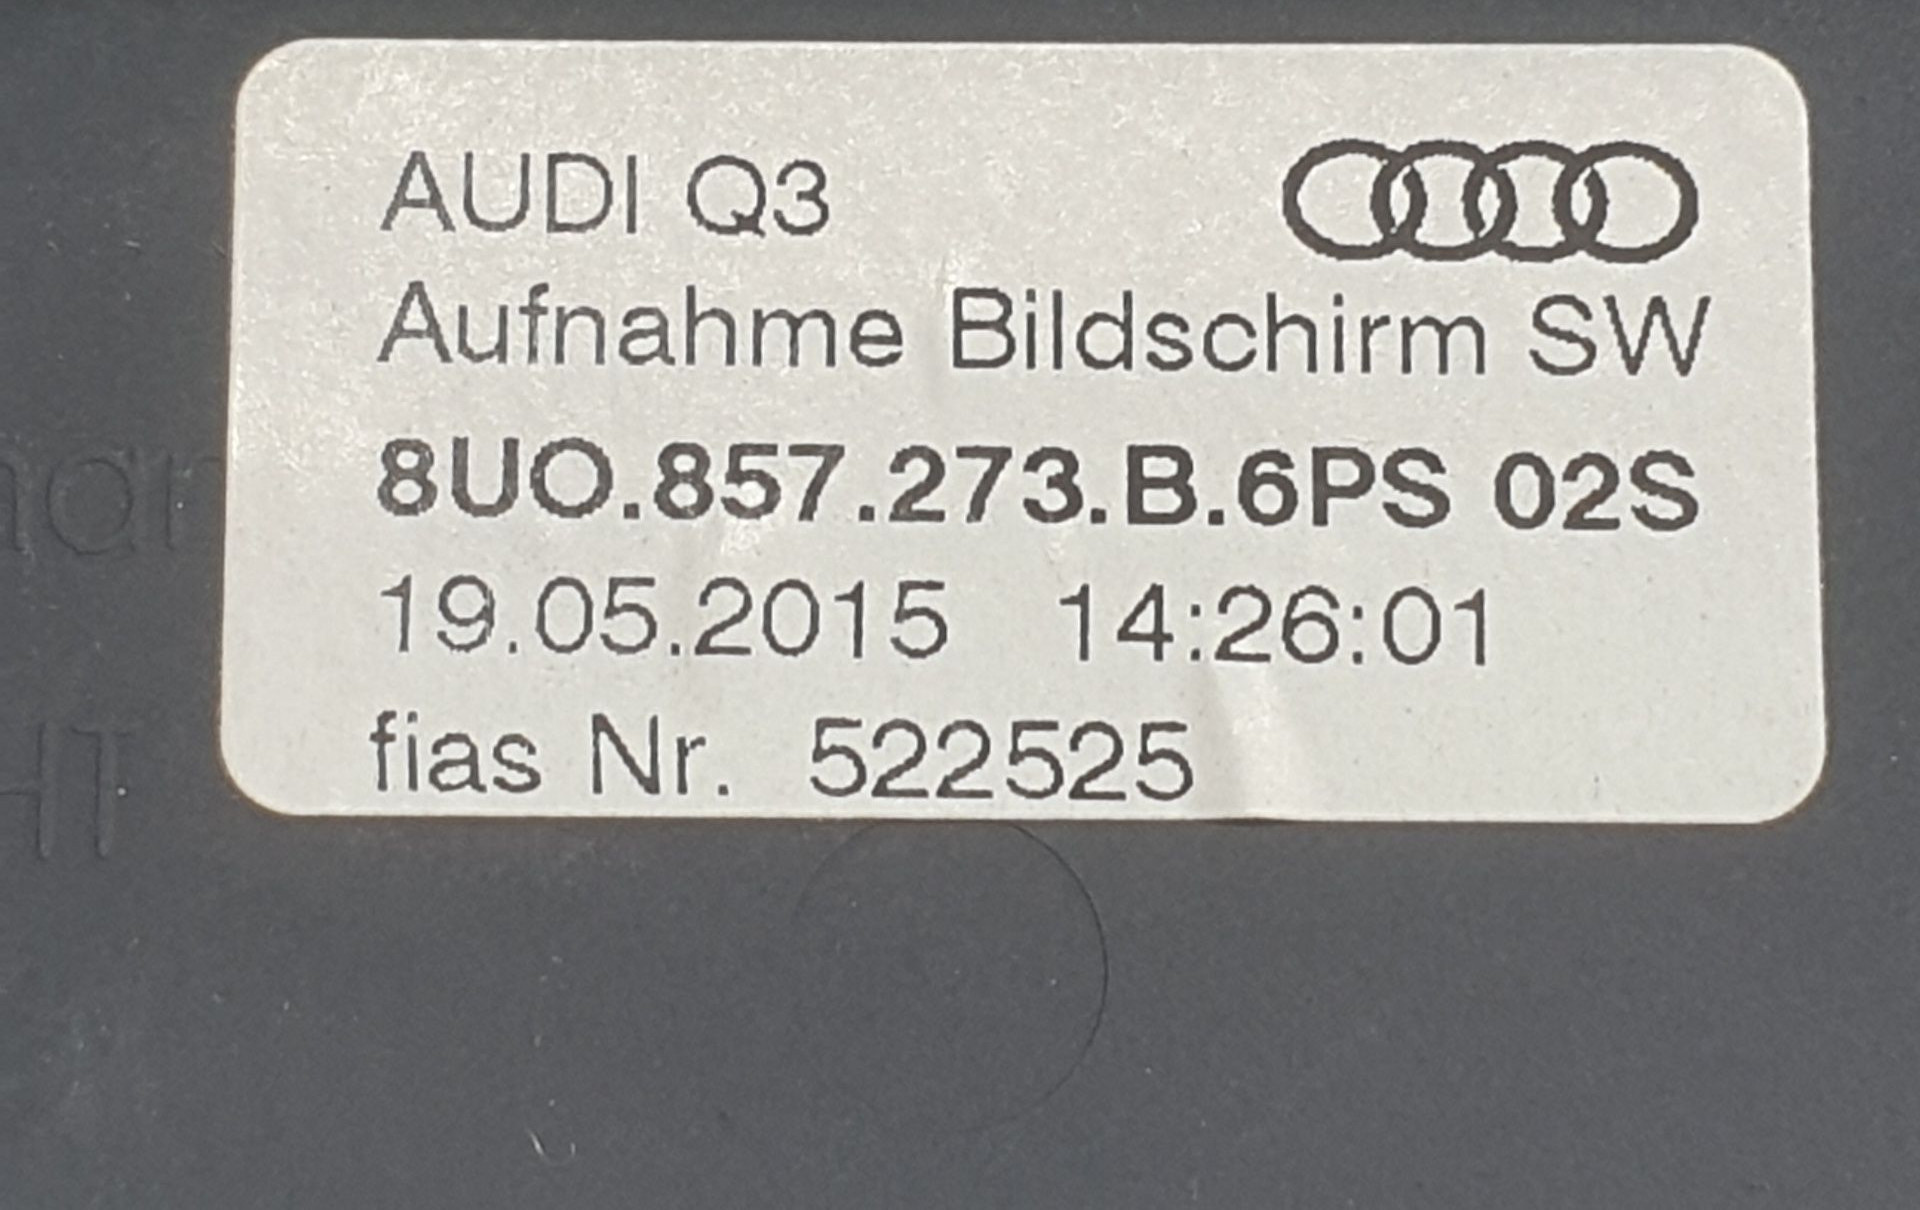 AUDI Q3
Aufnahme Bildschirm SW
8UO.857.273.B.6PS 02S
19.05.2015 14:26:01
fias Nr. 522525
HT